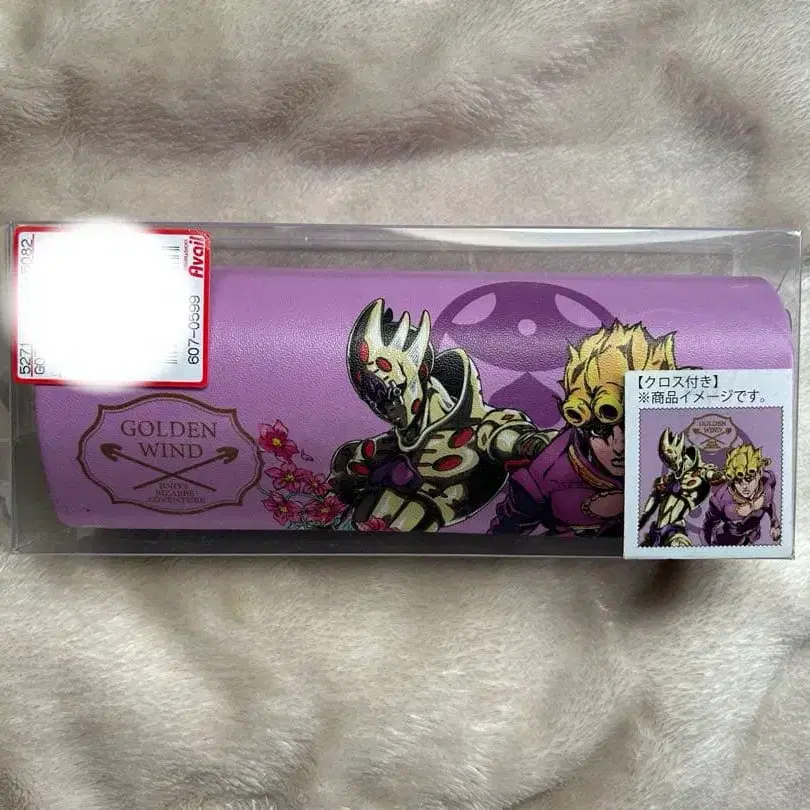 Avail
607-0599
5271
GOLDEN
WIND
JOJO'S
BIZARRE
ADVENTURE
【クロス付き】
※商品イメージです。
GOLDEN
WIND